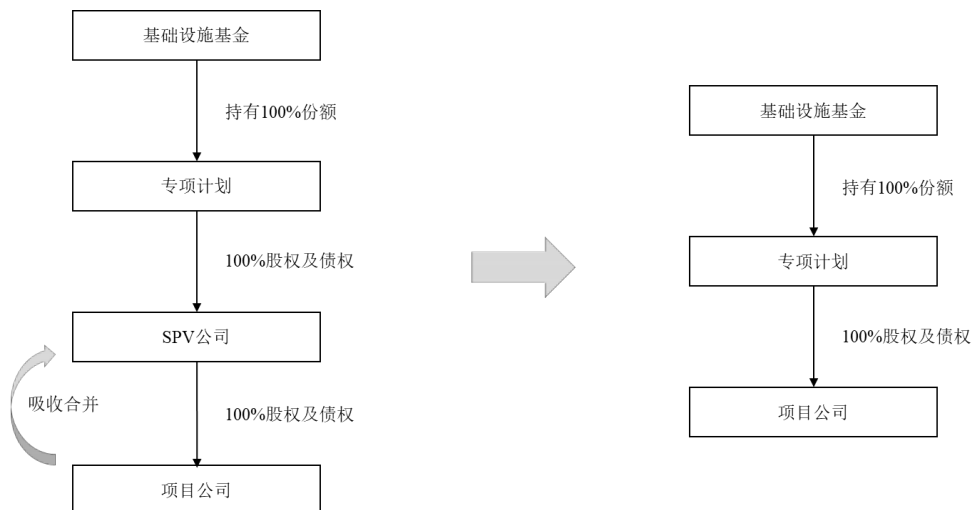 基础设施基金
持有100%份额
专项计划
100%股权及债权
SPV公司
吸收合并
100%股权及债权
项目公司
基础设施基金
持有100%份额
专项计划
100%股权及债权
项目公司